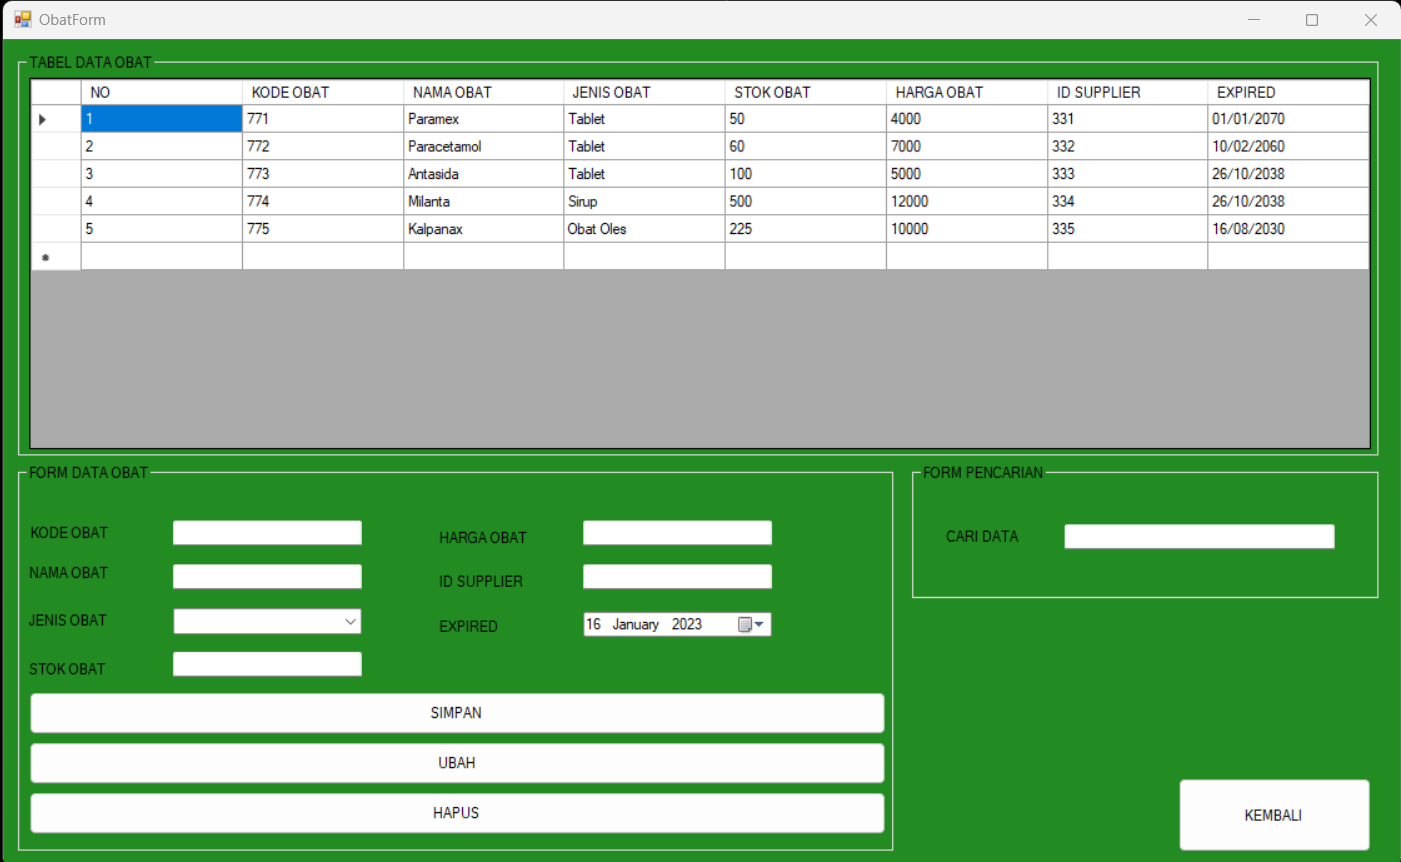 ObatForm
TABEL DATA OBAT
NO KODE OBAT NAMA OBAT JENIS OBAT STOK OBAT HARGA OBAT ID SUPPLIER EXPIRED
1 771 Paramex Tablet 50 4000 331 01/01/2070
2 772 Paracetamol Tablet 60 7000 332 10/02/2060
3 773 Antasida Tablet 100 5000 333 26/10/2038
4 774 Milanta Sirup 500 12000 334 26/10/2038
5 775 Kalpanax Obat Oles 225 10000 335 16/08/2030
FORM DATA OBAT
KODE OBAT
NAMA OBAT
JENIS OBAT
STOK OBAT
HARGA OBAT
ID SUPPLIER
EXPIRED 16 January 2023
SIMPAN
UBAH
HAPUS
FORM PENCARIAN
CARI DATA
KEMBALI